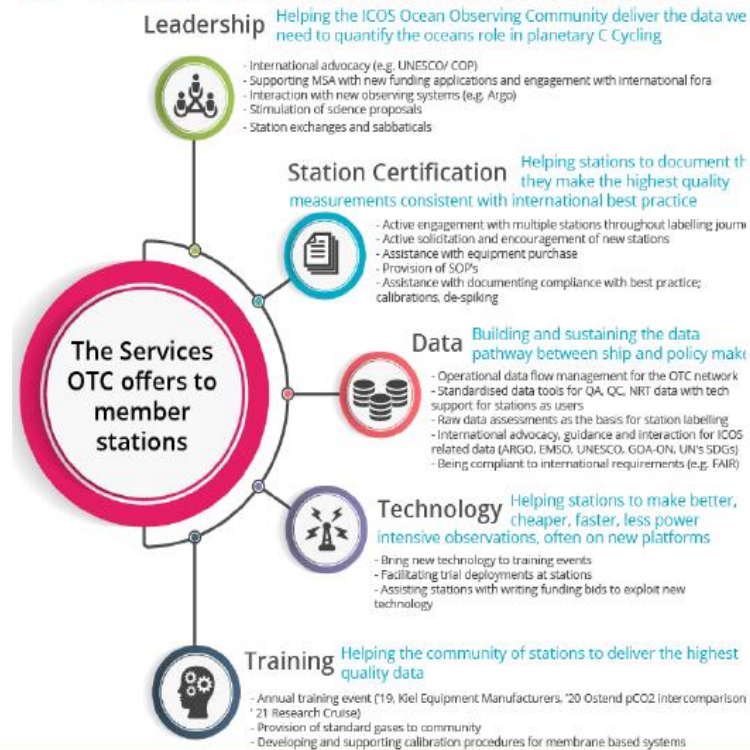 Leadership Helping the ICOS Ocean Observing Community deliver the data we
need to quantify the oceans role in planetary C Cycling
- International advocacy (e.g. UNESCO/ COP)
- Supporting MSA with new funding applications and engagement with international fora
- Interaction with new observing systems (e.g. Argo)
- Stimulation of science proposals
- Station exchanges and sabbaticals
Station Certification Helping stations to document th
they make the highest quality
measurements consistent with international best practice
- Active engagement with multiple stations throughout labelling journ
- Active solicitation and encouragement of new stations
- Assistance with equipment purchase
- Provision of SOP's
- Assistance with documenting compliance with best practice;
calibrations, de-spiking
The Services
OTC offers to
member
stations
Data Building and sustaining the data
pathway between ship and policy make
- Operational data flow management for the OTC network
- Standardised data tools for QA, QC, NRT data with tech
support for stations as users
- Raw data assessments as the basis for station labelling
- International advocacy, guidance and interaction for ICOS
related data (ARGO, EMSO, UNESCO, GOA-ON, UN's SDGs)
- Being compliant to international requirements (e.g. FAIR)
Technology Helping stations to make better,
cheaper, faster, less power
intensive observations, often on new platforms
- Bring new technology to training events
- Facilitating trial deployments at stations
- Assisting stations with writing funding bids to exploit new
technology
Training Helping the community of stations to deliver the highest
quality data
- Annual training event ('19, Kiel Equipment Manufacturers, '20 Ostend pCO2 intercomparison
' 21 Research Cruise)
- Provision of standard gases to community
- Developing and supporting calibration procedures for membrane based systems